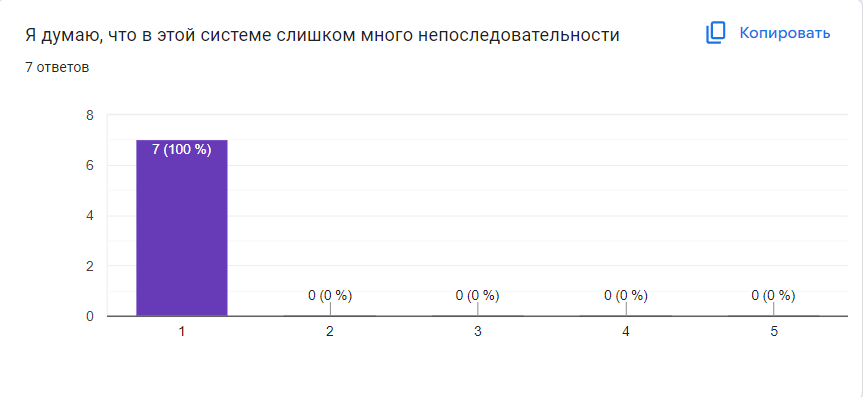 Я думаю, что в этой системе слишком много непоследовательности
Копировать
7 ответов
8
6
4
2
0
7 (100 %)
0 (0 %)
0 (0 %)
0 (0 %)
0 (0 %)
1
2
3
4
5